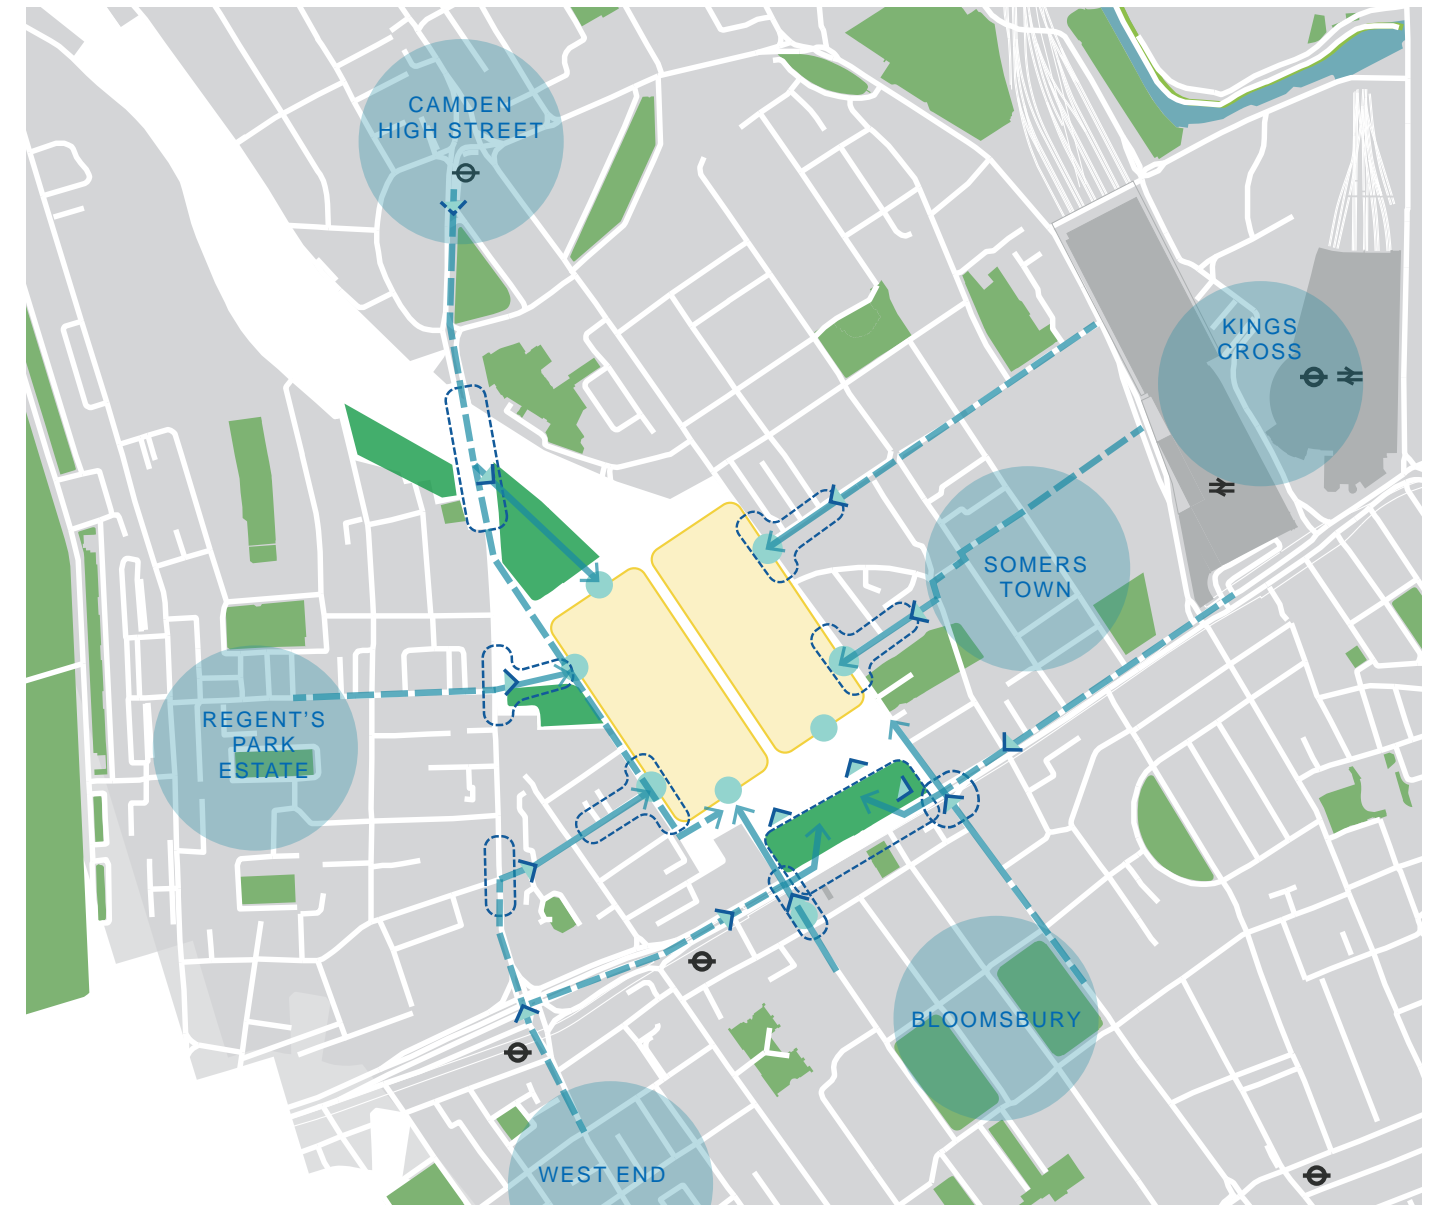 CAMDEN
HIGH STREET
KINGS
CROSS
SOMERS
TOWN
REGENT'S
PARK
ESTATE
BLOOMSBURY
WEST END